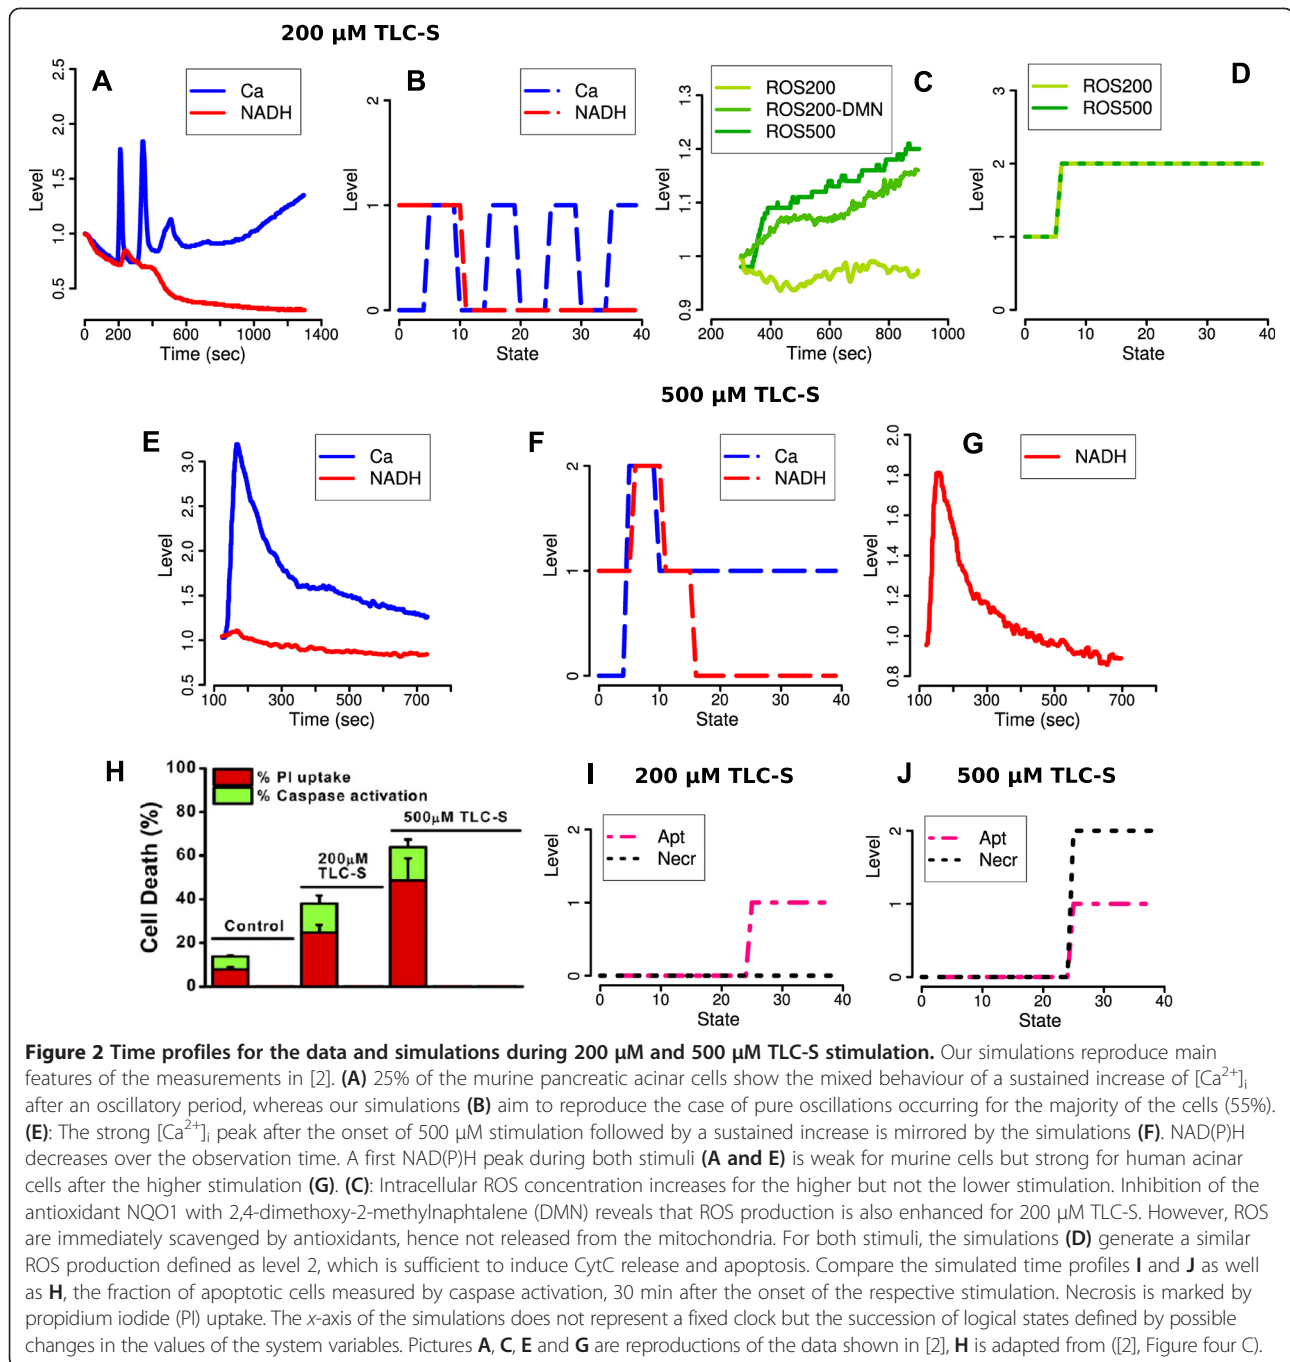 200 µM TLC-S
A
2.5
2.0
1.5
1.0
0.5
Level
Ca
NADH
0 200 600 1000 1400
Time (sec)
B
2
1
0
Level
Ca
NADH
0 10 20 30 40
State
C
1.3
1.2
1.1
1
0.9
Level
ROS200
ROS200-DMN
ROS500
200 400 600 800 1000
Time (sec)
D
3
2
1
0
Level
ROS200
ROS500
0 10 20 30 40
State
500 µM TLC-S
E
3.0
2.5
2.0
1.5
1.0
0.5
Level
Ca
NADH
100 300 500 700
Time (sec)
F
2
1
0
Level
Ca
NADH
0 10 20 30 40
State
G
2.0
1.8
1.6
1.4
1.2
1.0
0.8
Level
NADH
100 300 500 700
Time (sec)
H
100
80
60
40
20
0
Cell Death (%)
% PI uptake
% Caspase activation
Control
200µM
TLC-S
500µM TLC-S
I
200 µM TLC-S
2
1
0
Level
Apt
Necr
0 10 20 30 40
State
J
500 µM TLC-S
2
1
0
Level
Apt
Necr
0 10 20 30 40
State
Figure 2 Time profiles for the data and simulations during 200 µM and 500 µM TLC-S stimulation. Our simulations reproduce main
features of the measurements in [2]. (A) 25% of the murine pancreatic acinar cells show the mixed behaviour of a sustained increase of [Ca²⁺]ᵢ
after an oscillatory period, whereas our simulations (B) aim to reproduce the case of pure oscillations occurring for the majority of the cells (55%).
(E): The strong [Ca²⁺]ᵢ peak after the onset of 500 µM stimulation followed by a sustained increase is mirrored by the simulations (F). NAD(P)H
decreases over the observation time. A first NAD(P)H peak during both stimuli (A and E) is weak for murine cells but strong for human acinar
cells after the higher stimulation (G). (C): Intracellular ROS concentration increases for the higher but not the lower stimulation. Inhibition of the
antioxidant NQO1 with 2,4-dimethoxy-2-methylnaphtalene (DMN) reveals that ROS production is also enhanced for 200 µM TLC-S. However, ROS
are immediately scavenged by antioxidants, hence not released from the mitochondria. For both stimuli, the simulations (D) generate a similar
ROS production defined as level 2, which is sufficient to induce CytC release and apoptosis. Compare the simulated time profiles I and J as well
as H, the fraction of apoptotic cells measured by caspase activation, 30 min after the onset of the respective stimulation. Necrosis is marked by
propidium iodide (PI) uptake. The x-axis of the simulations does not represent a fixed clock but the succession of logical states defined by possible
changes in the values of the system variables. Pictures A, C, E and G are reproductions of the data shown in [2], H is adapted from ([2], Figure four C).